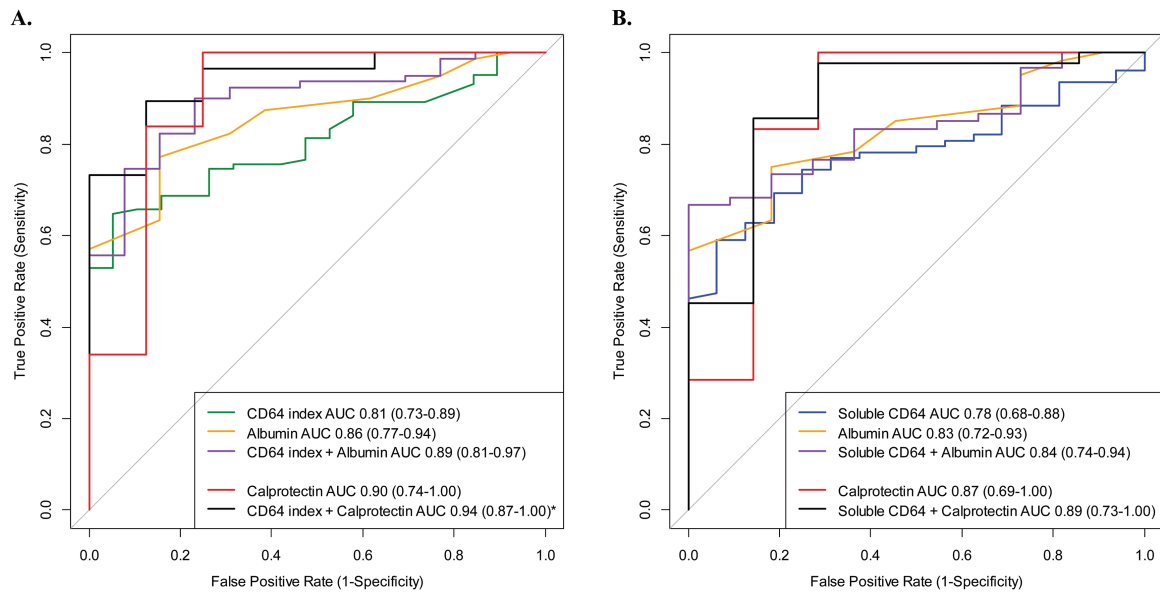 A.
1.0
0.8
0.6
0.4
0.2
0.0
True Positive Rate (Sensitivity)
CD64 index AUC 0.81 (0.73-0.89)
Albumin AUC 0.86 (0.77-0.94)
CD64 index + Albumin AUC 0.89 (0.81-0.97)
Calprotectin AUC 0.90 (0.74-1.00)
CD64 index + Calprotectin AUC 0.94 (0.87-1.00)*
0.0 0.2 0.4 0.6 0.8 1.0
False Positive Rate (1-Specificity)
B.
1.0
0.8
0.6
0.4
0.2
0.0
True Positive Rate (Sensitivity)
Soluble CD64 AUC 0.78 (0.68-0.88)
Albumin AUC 0.83 (0.72-0.93)
Soluble CD64 + Albumin AUC 0.84 (0.74-0.94)
Calprotectin AUC 0.87 (0.69-1.00)
Soluble CD64 + Calprotectin AUC 0.89 (0.73-1.00)
0.0 0.2 0.4 0.6 0.8 1.0
False Positive Rate (1-Specificity)